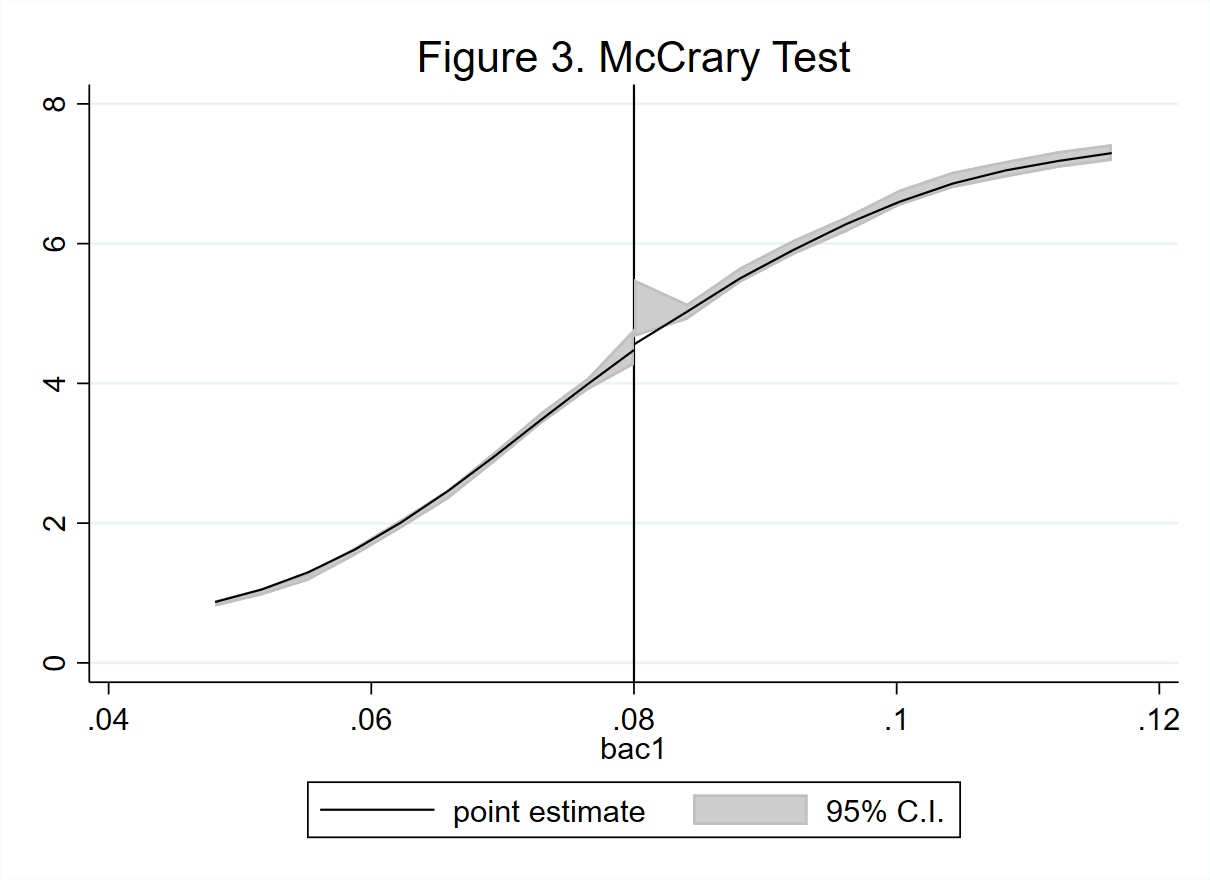 Figure 3. McCrary Test
8
6
4
2
0
.04 .06 .08 .1 .12
bac1
point estimate 95% C.I.